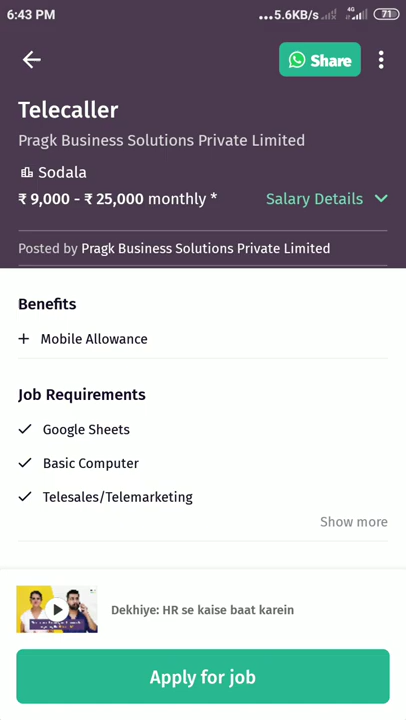 6:43 PM
...5.6KB/s 4G 71
Share
Telecaller
Pragk Business Solutions Private Limited
Sodala
₹ 9,000 - ₹ 25,000 monthly * Salary Details
Posted by Pragk Business Solutions Private Limited
Benefits
+ Mobile Allowance
Job Requirements
Google Sheets
Basic Computer
Telesales/Telemarketing
Show more
Dekhiye: HR se kaise baat karein
Apply for job